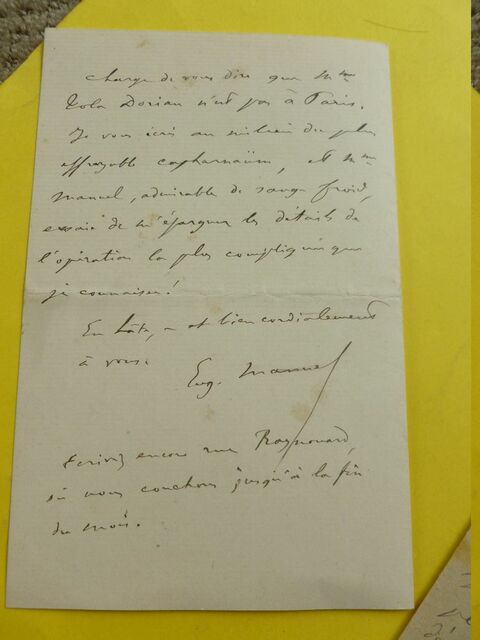 charge de vous dire que Mme
Tola Dorian n'est pas à Paris.
Je vous écris au milieu du plus
effroyable capharnaüm, et Mme
Manuel, admirable de sang froid,
essaie de m'épargner les détails de
l'opération la plus compliquée que
je connaisse !
En hâte, et bien cordialement
à vous.
Eug. Manuel
Écrivez encore rue Raynouard,
où nous couchons jusqu'à la fin
du mois.